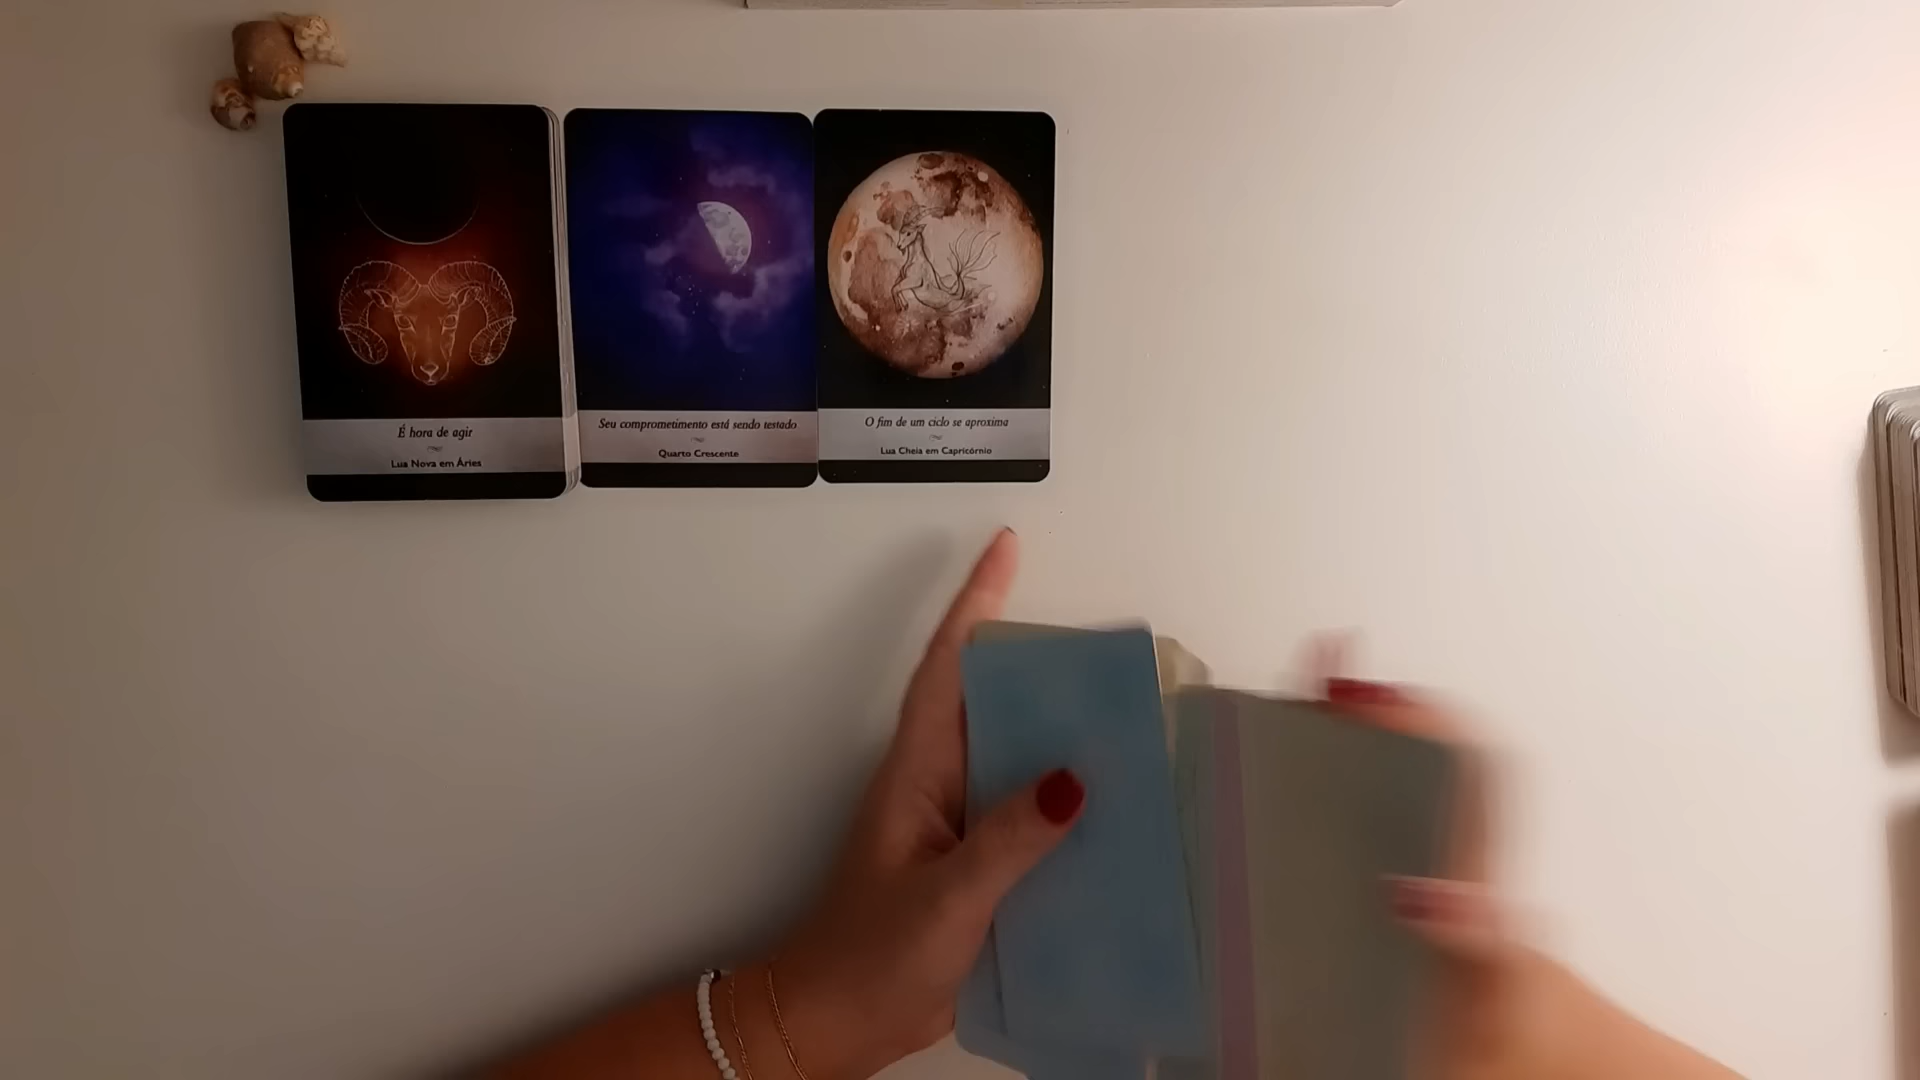 É hora de agir
Lua Nova em Áries
Seu comprometimento está sendo testado
Quarto Crescente
O fim de um ciclo se aproxima
Lua Cheia em Capricórnio